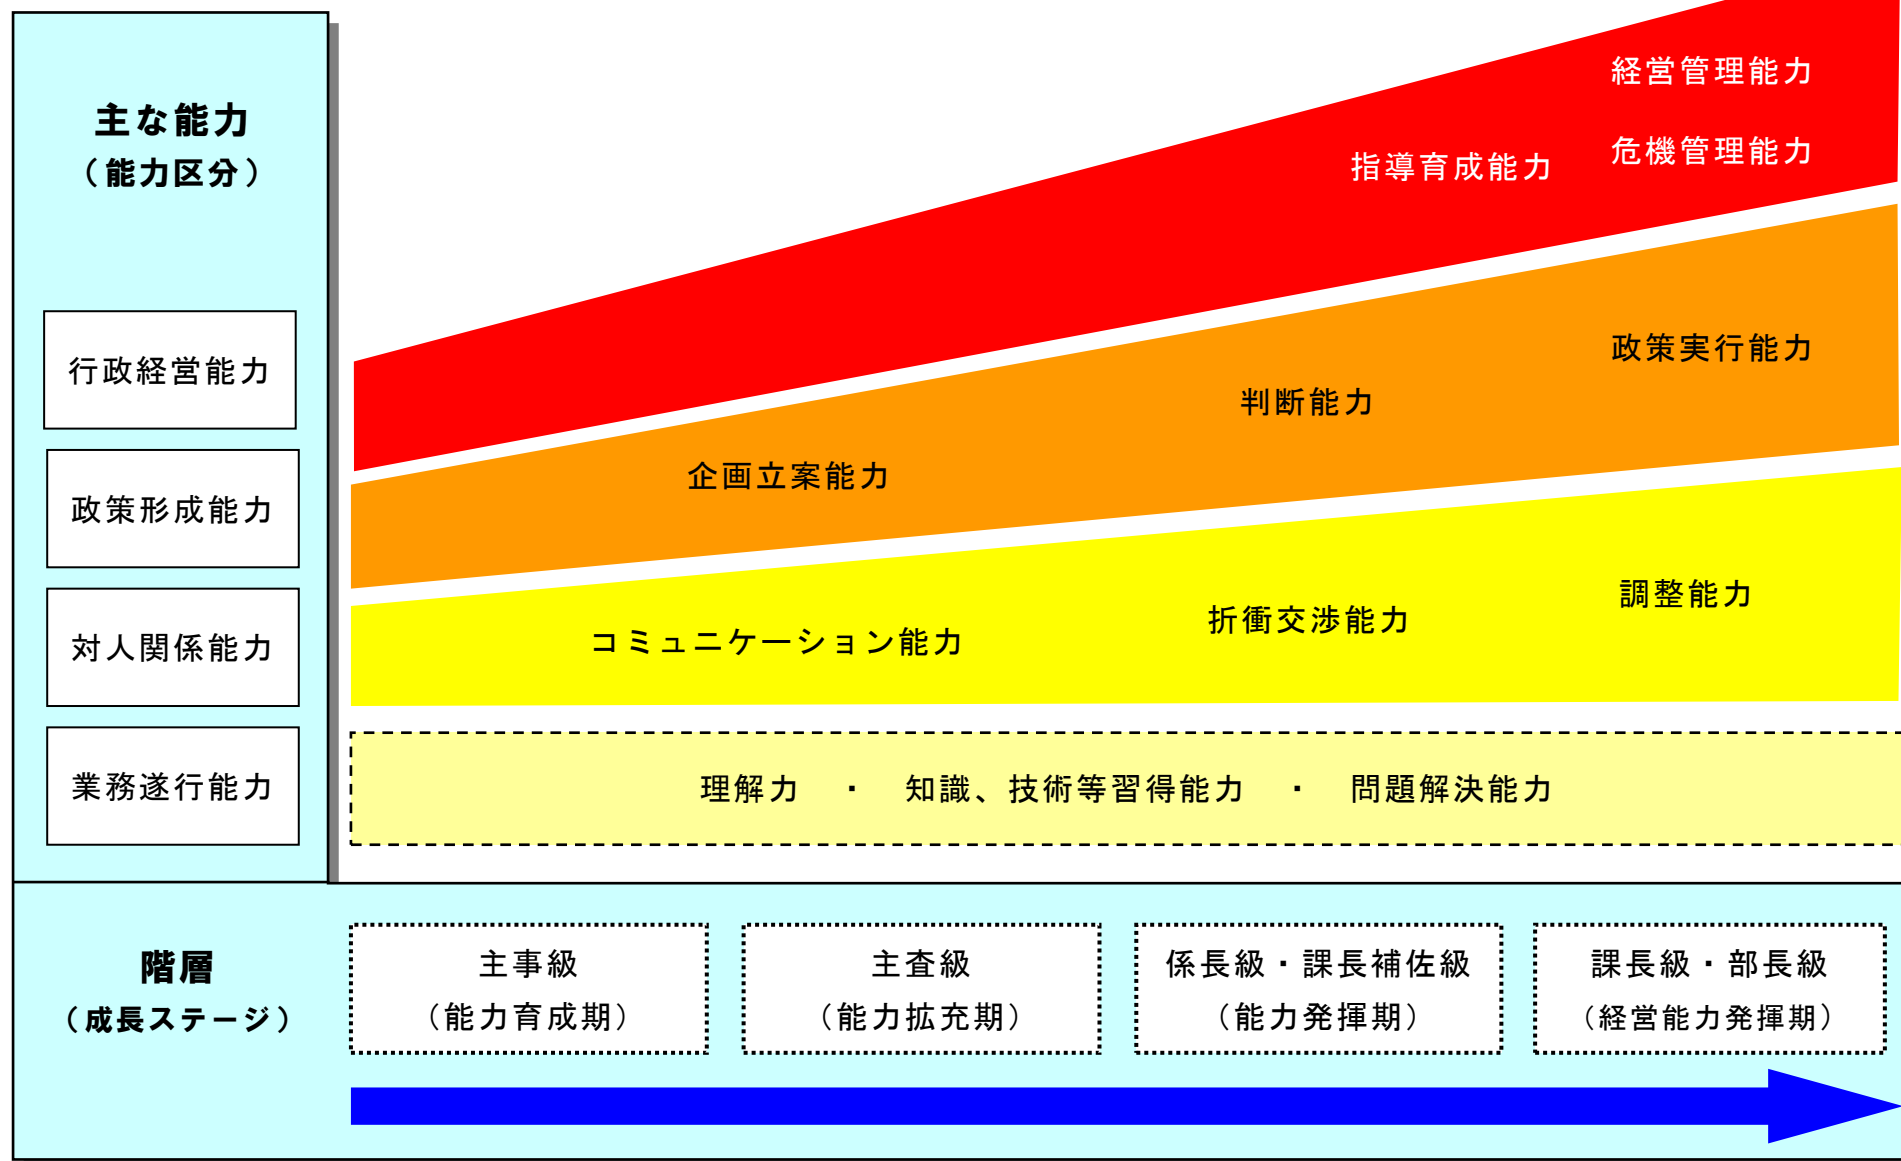 主な能力
（能力区分）
経営管理能力
指導育成能力
危機管理能力
行政経営能力
政策実行能力
判断能力
企画立案能力
政策形成能力
調整能力
折衝交渉能力
コミュニケーション能力
対人関係能力
業務遂行能力
理解力　・　知識、技術等習得能力　・　問題解決能力
階層
（成長ステージ）
主事級
（能力育成期）
主査級
（能力拡充期）
係長級・課長補佐級
（能力発揮期）
課長級・部長級
（経営能力発揮期）